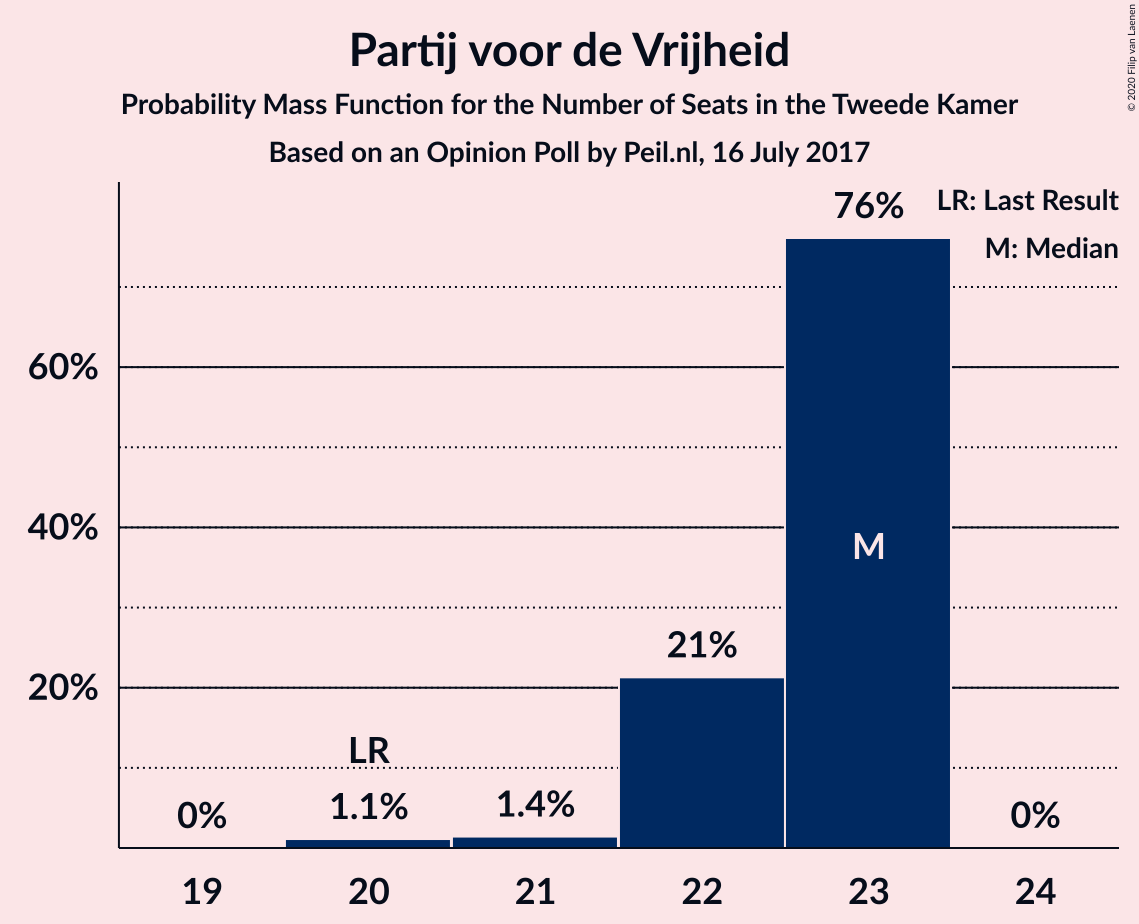 Partij voor de Vrijheid
Probability Mass Function for the Number of Seats in the Tweede Kamer
Based on an Opinion Poll by Peil.nl, 16 July 2017
© 2020 Filip van Laenen
LR: Last Result
M: Median
76%
60%
40%
M
21%
20%
LR
0%
1.1%
1.4%
0%
19 20 21 22 23 24